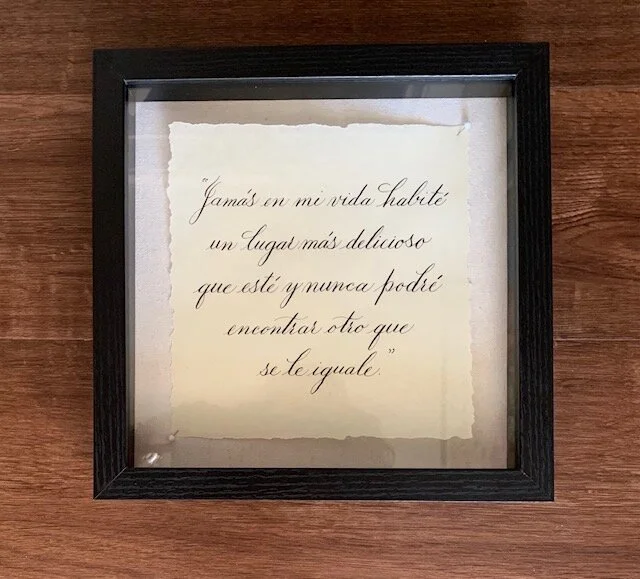 "Jamás en mi vida habité
un lugar más delicioso
que esté y nunca podré
encontrar otro que
se le iguale."